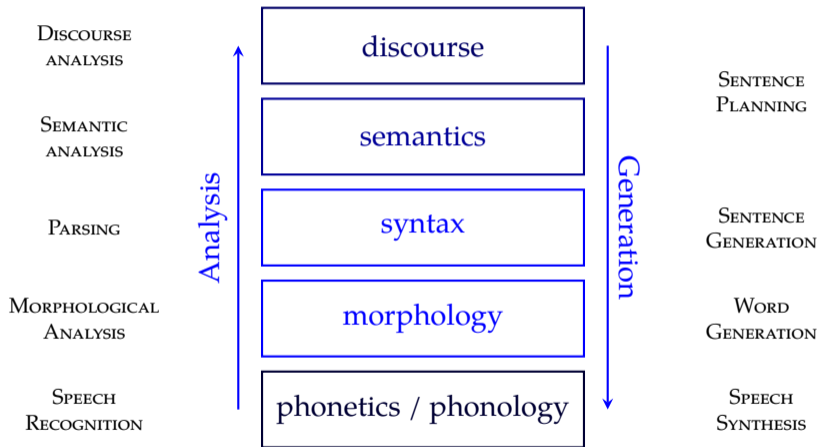 DISCOURSE
ANALYSIS
SEMANTIC
ANALYSIS
PARSING
MORPHOLOGICAL
ANALYSIS
SPEECH
RECOGNITION
Analysis
discourse
semantics
syntax
morphology
phonetics / phonology
Generation
SENTENCE
PLANNING
SENTENCE
GENERATION
WORD
GENERATION
SPEECH
SYNTHESIS